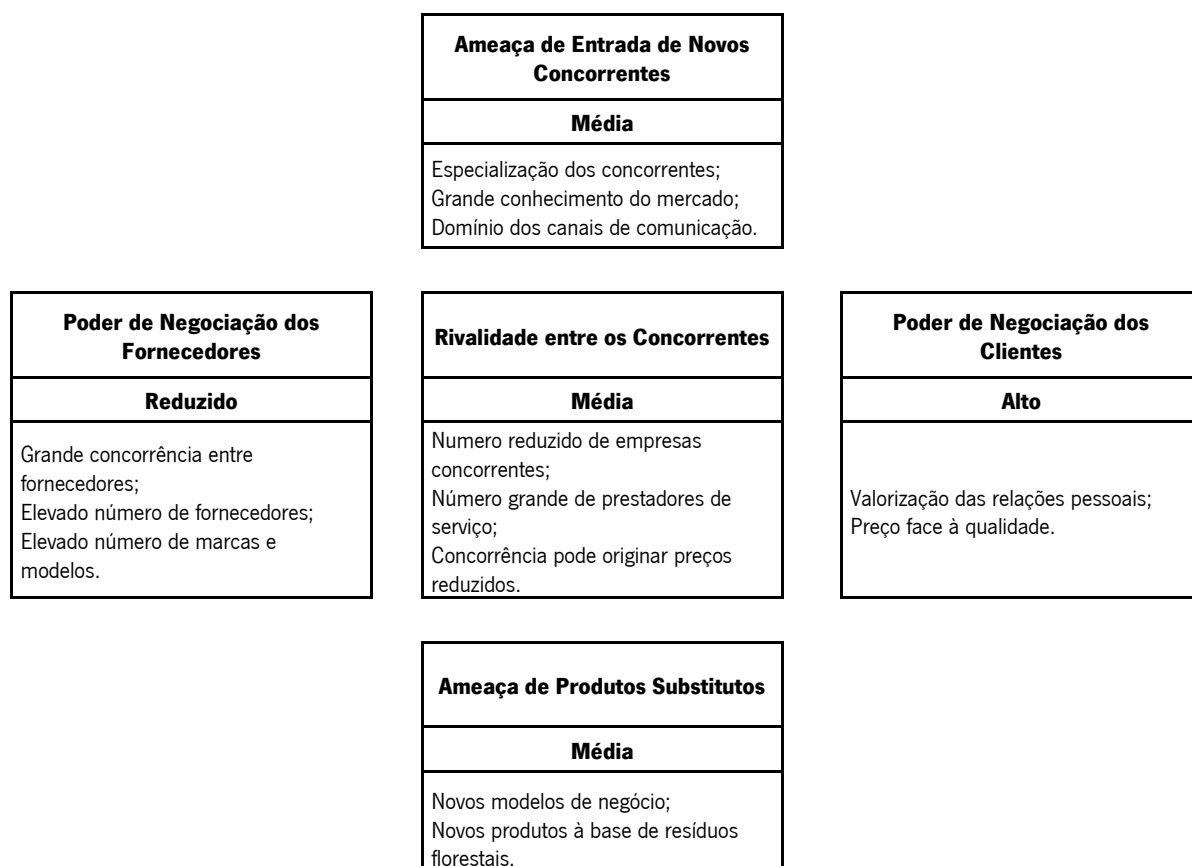 Ameaça de Entrada de Novos
Concorrentes
Média
Especialização dos concorrentes;
Grande conhecimento do mercado;
Domínio dos canais de comunicação.
Poder de Negociação dos
Fornecedores
Reduzido
Grande concorrência entre
fornecedores;
Elevado número de fornecedores;
Elevado número de marcas e
modelos.
Rivalidade entre os Concorrentes
Média
Numero reduzido de empresas
concorrentes;
Número grande de prestadores de
serviço;
Concorrência pode originar preços
reduzidos.
Poder de Negociação dos
Clientes
Alto
Valorização das relações pessoais;
Preço face à qualidade.
Ameaça de Produtos Substitutos
Média
Novos modelos de negócio;
Novos produtos à base de resíduos
florestais.